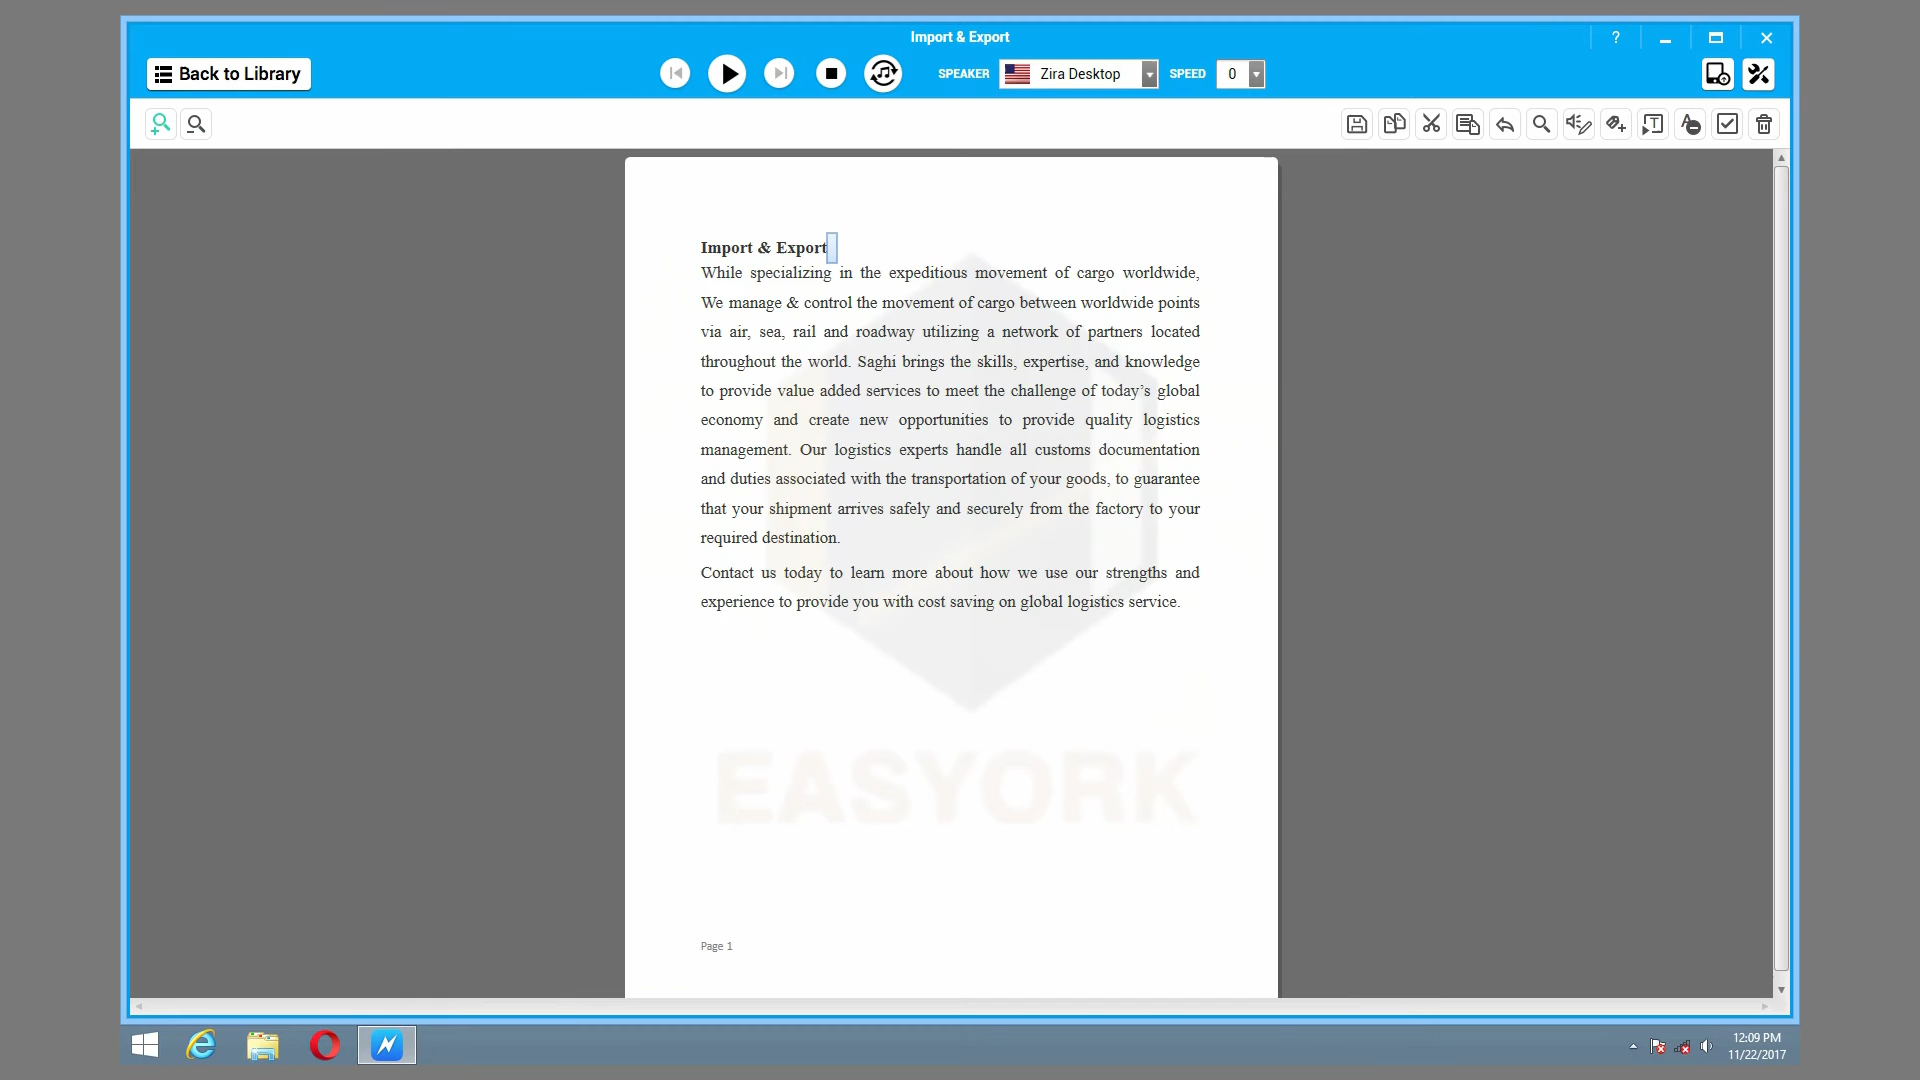 Import & Export
?
Back to Library
SPEAKER
Zira Desktop
SPEED
0
Import & Export
While specializing in the expeditious movement of cargo worldwide,
We manage & control the movement of cargo between worldwide points
via air, sea, rail and roadway utilizing a network of partners located
throughout the world. Saghi brings the skills, expertise, and knowledge
to provide value added services to meet the challenge of today’s global
economy and create new opportunities to provide quality logistics
management. Our logistics experts handle all customs documentation
and duties associated with the transportation of your goods, to guarantee
that your shipment arrives safely and securely from the factory to your
required destination.
Contact us today to learn more about how we use our strengths and
experience to provide you with cost saving on global logistics service.
EASYORK
Page 1
12:09 PM
11/22/2017